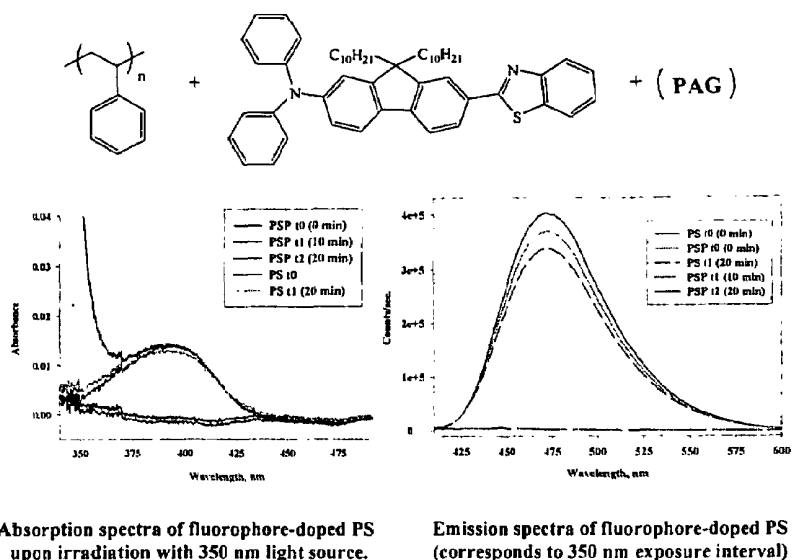 n
+
N
C10H21
C10H21
N
S
+ (PAG)
0.04
0.03
0.02
0.01
0.00
350
400
450
475
Absorbance
Wavelength, nm
PSP t0 (0 min)
PSP t1 (10 min)
PSP t2 (20 min)
PS t0
PS t1 (20 min)
4e+5
3e+5
2e+5
1e+5
0
425
450
475
500
525
550
575
600
Counts/sec.
Wavelength, nm
PS t0 (0 min)
PSP t0 (0 min)
PS t1 (20 min)
PSP t1 (10 min)
PSP t2 (20 min)
Absorption spectra of fluorophore-doped PS
upon irradiation with 350 nm light source.
Emission spectra of fluorophore-doped PS
(corresponds to 350 nm exposure interval)